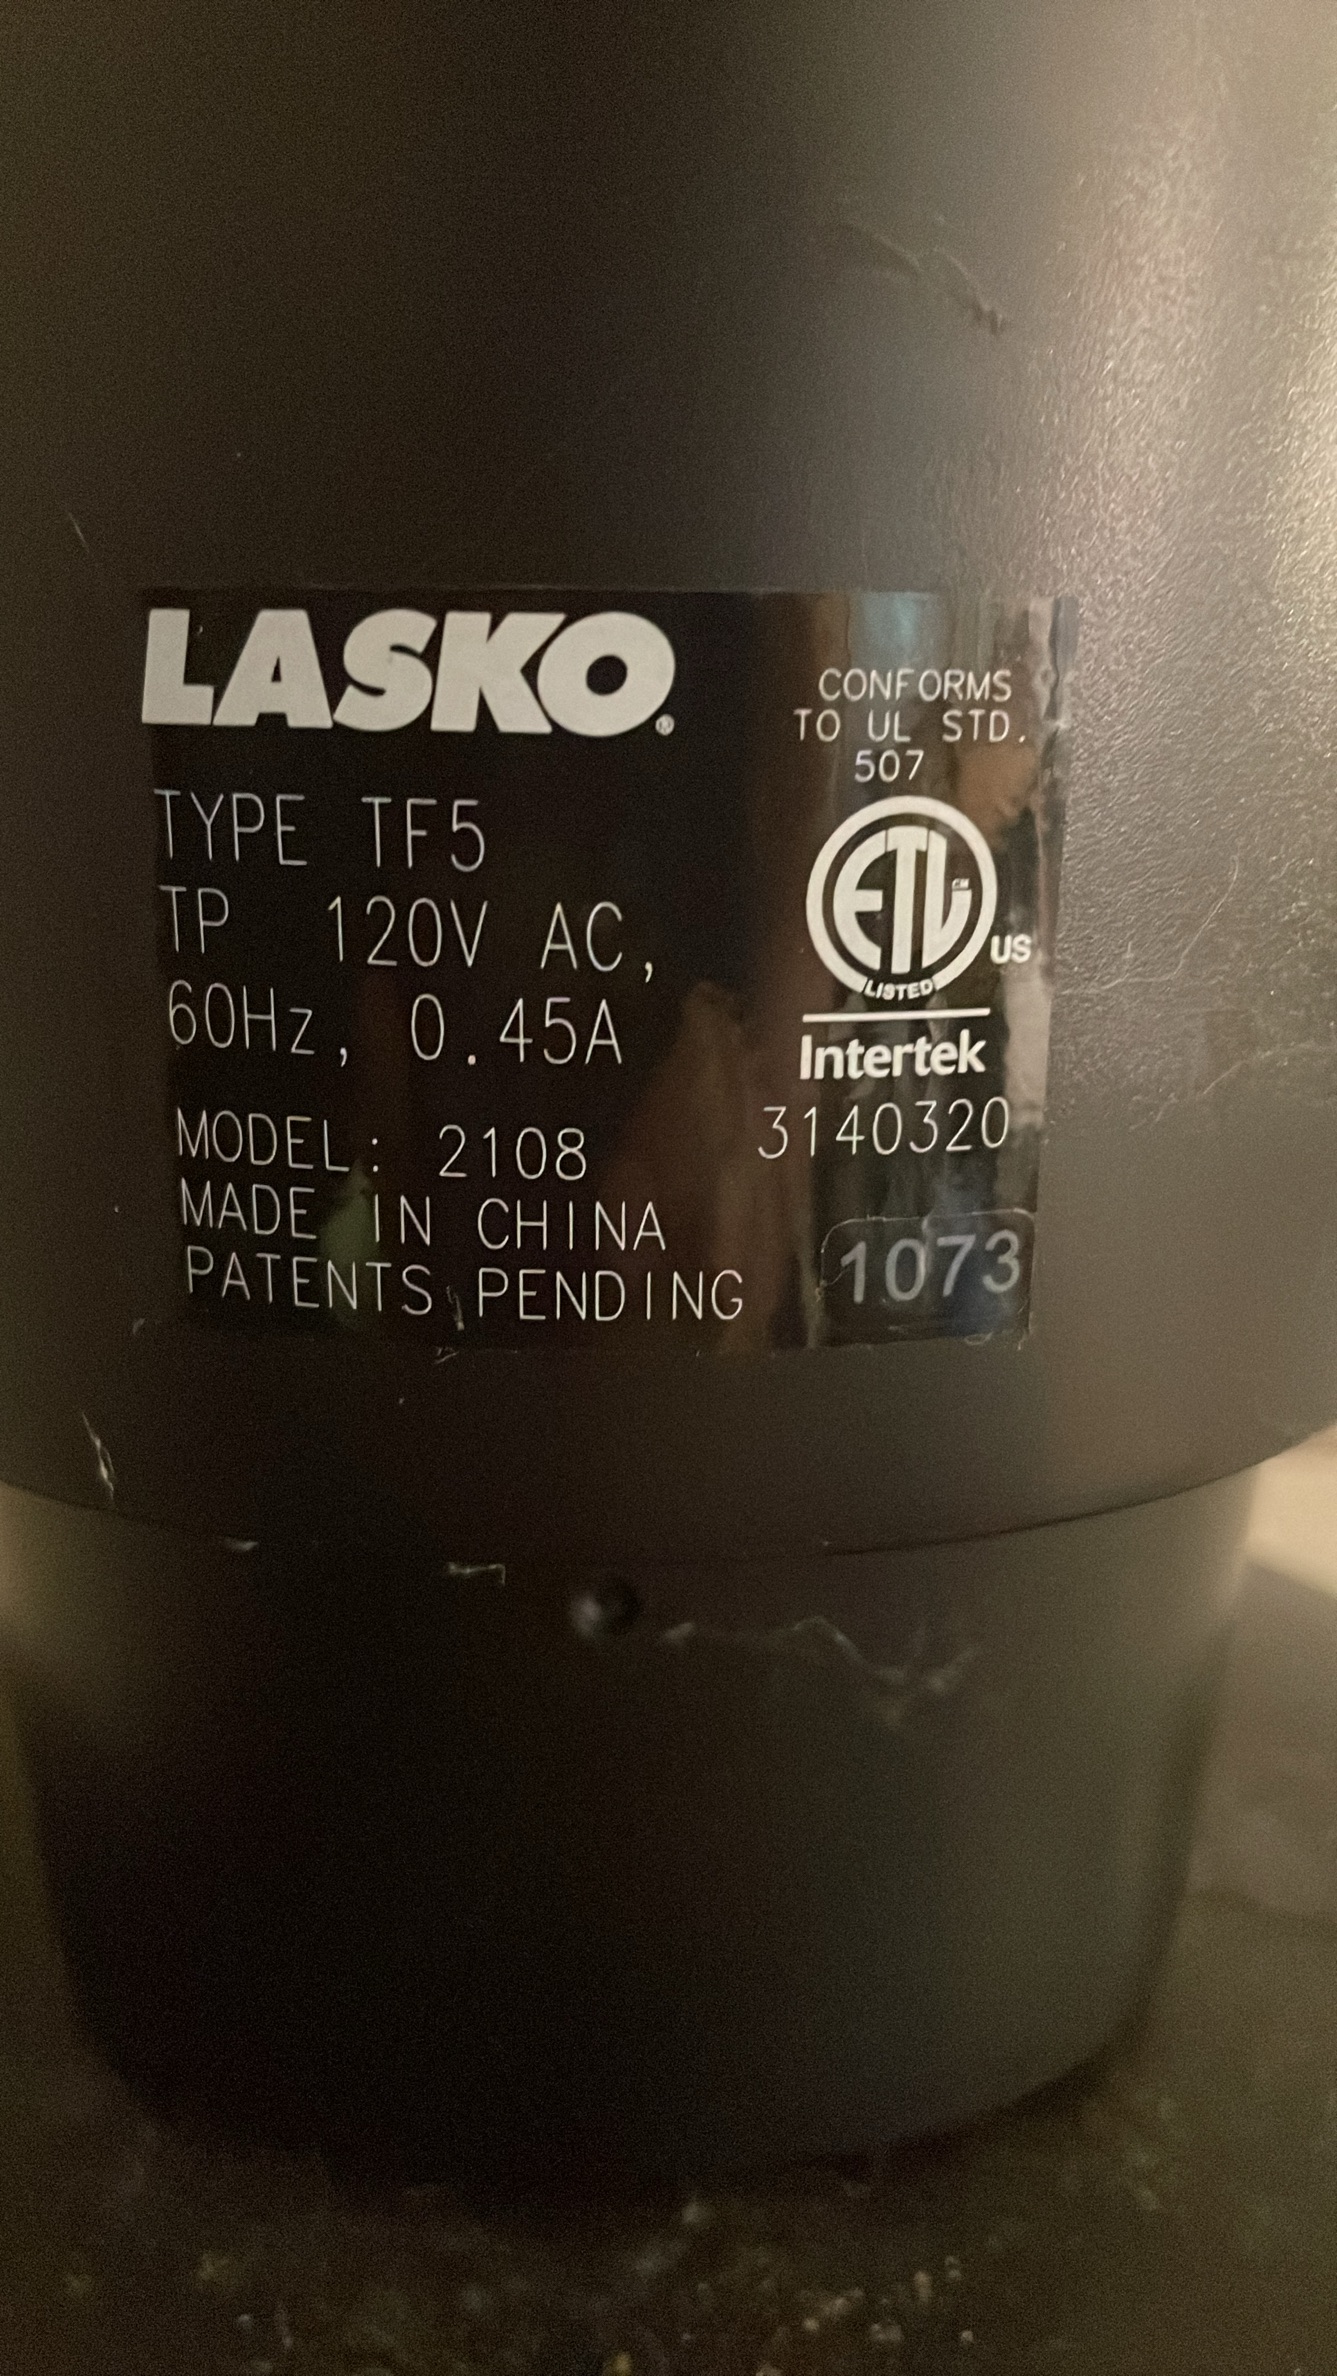 LASKO®
TYPE TF5
TP 120V AC,
60Hz, 0.45A
MODEL: 2108
MADE IN CHINA
PATENTS PENDING
CONFORMS
TO UL STD.
507
ETL CM
US
LISTED
Intertek
3140320
1073